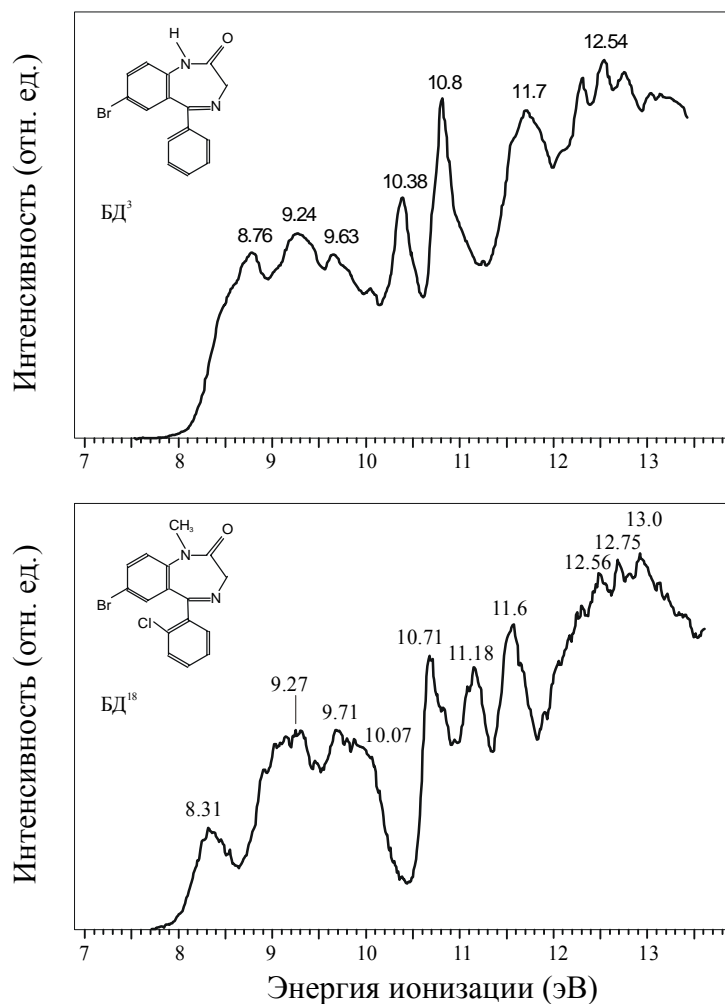 Интенсивность (отн. ед.)
H
N
O
Br
N
БД³
8.76
9.24
9.63
10.38
10.8
11.7
12.54
7 8 9 10 11 12 13
Интенсивность (отн. ед.)
CH₃
N
O
Br
N
Cl
БД¹⁸
8.31
9.27
9.71
10.07
10.71
11.18
11.6
12.56
12.75
13.0
7 8 9 10 11 12 13
Энергия ионизации (эВ)